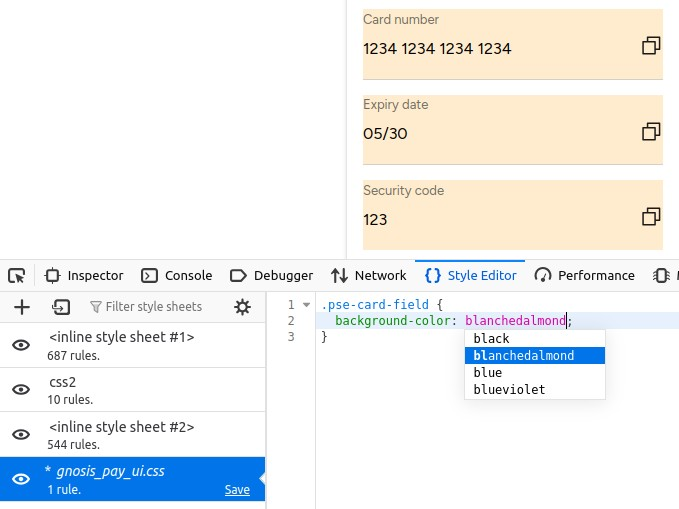 Card number
1234 1234 1234 1234
Expiry date
05/30
Security code
123
Inspector Console Debugger Network Style Editor Performance
Filter style sheets
<inline style sheet #1>
687 rules.
css2
10 rules.
<inline style sheet #2>
544 rules.
* gnosis_pay_ui.css
1 rule. Save
1 .pse-card-field {
2 background-color: blanchedalmond;
3 }
black
blanchedalmond
blue
blueviolet